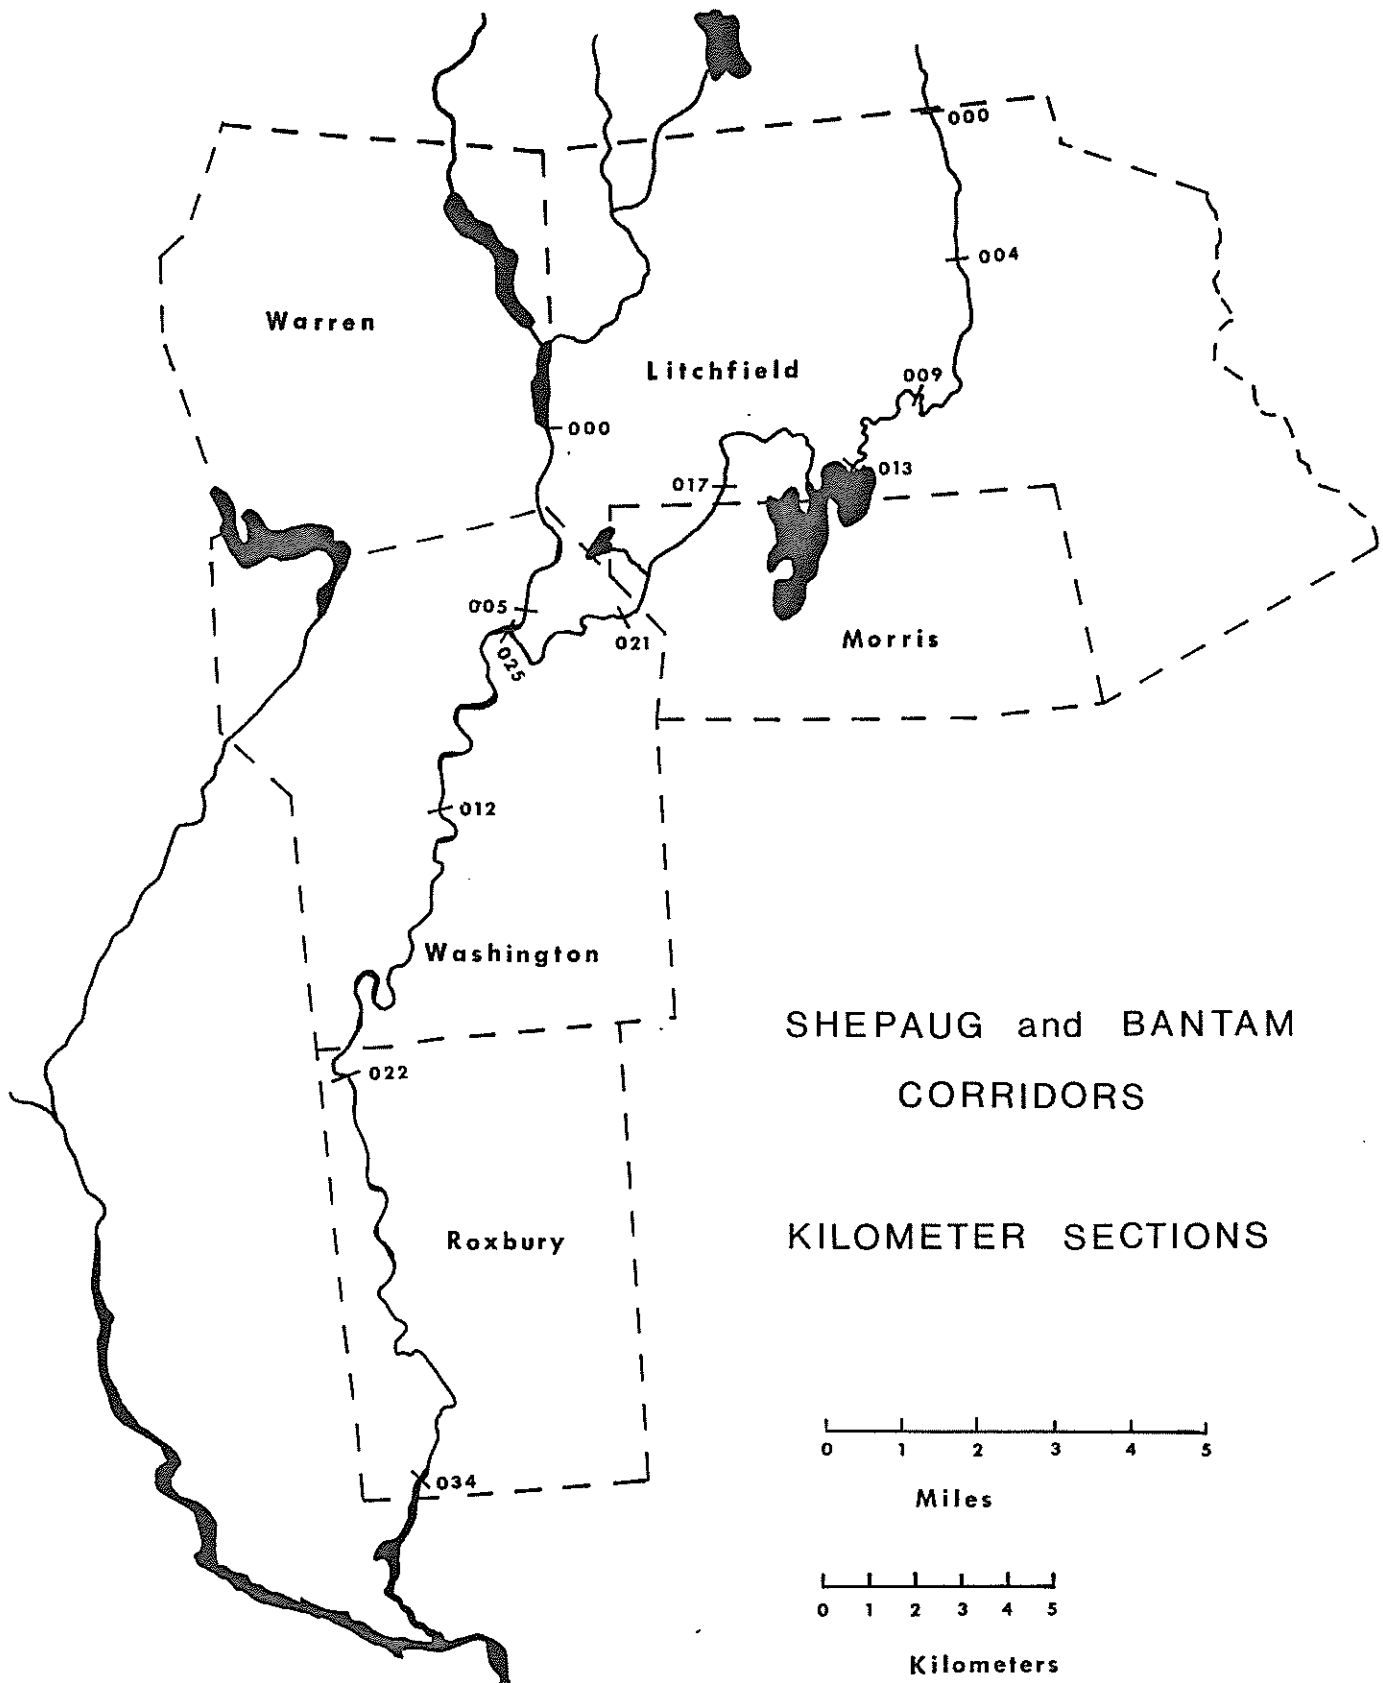 000
004
Warren
Litchfield
009
000
013
017
005
021
025
Morris
012
Washington
SHEPAUG and BANTAM
CORRIDORS
022
KILOMETER SECTIONS
Roxbury
0 1 2 3 4 5
Miles
034
0 1 2 3 4 5
Kilometers